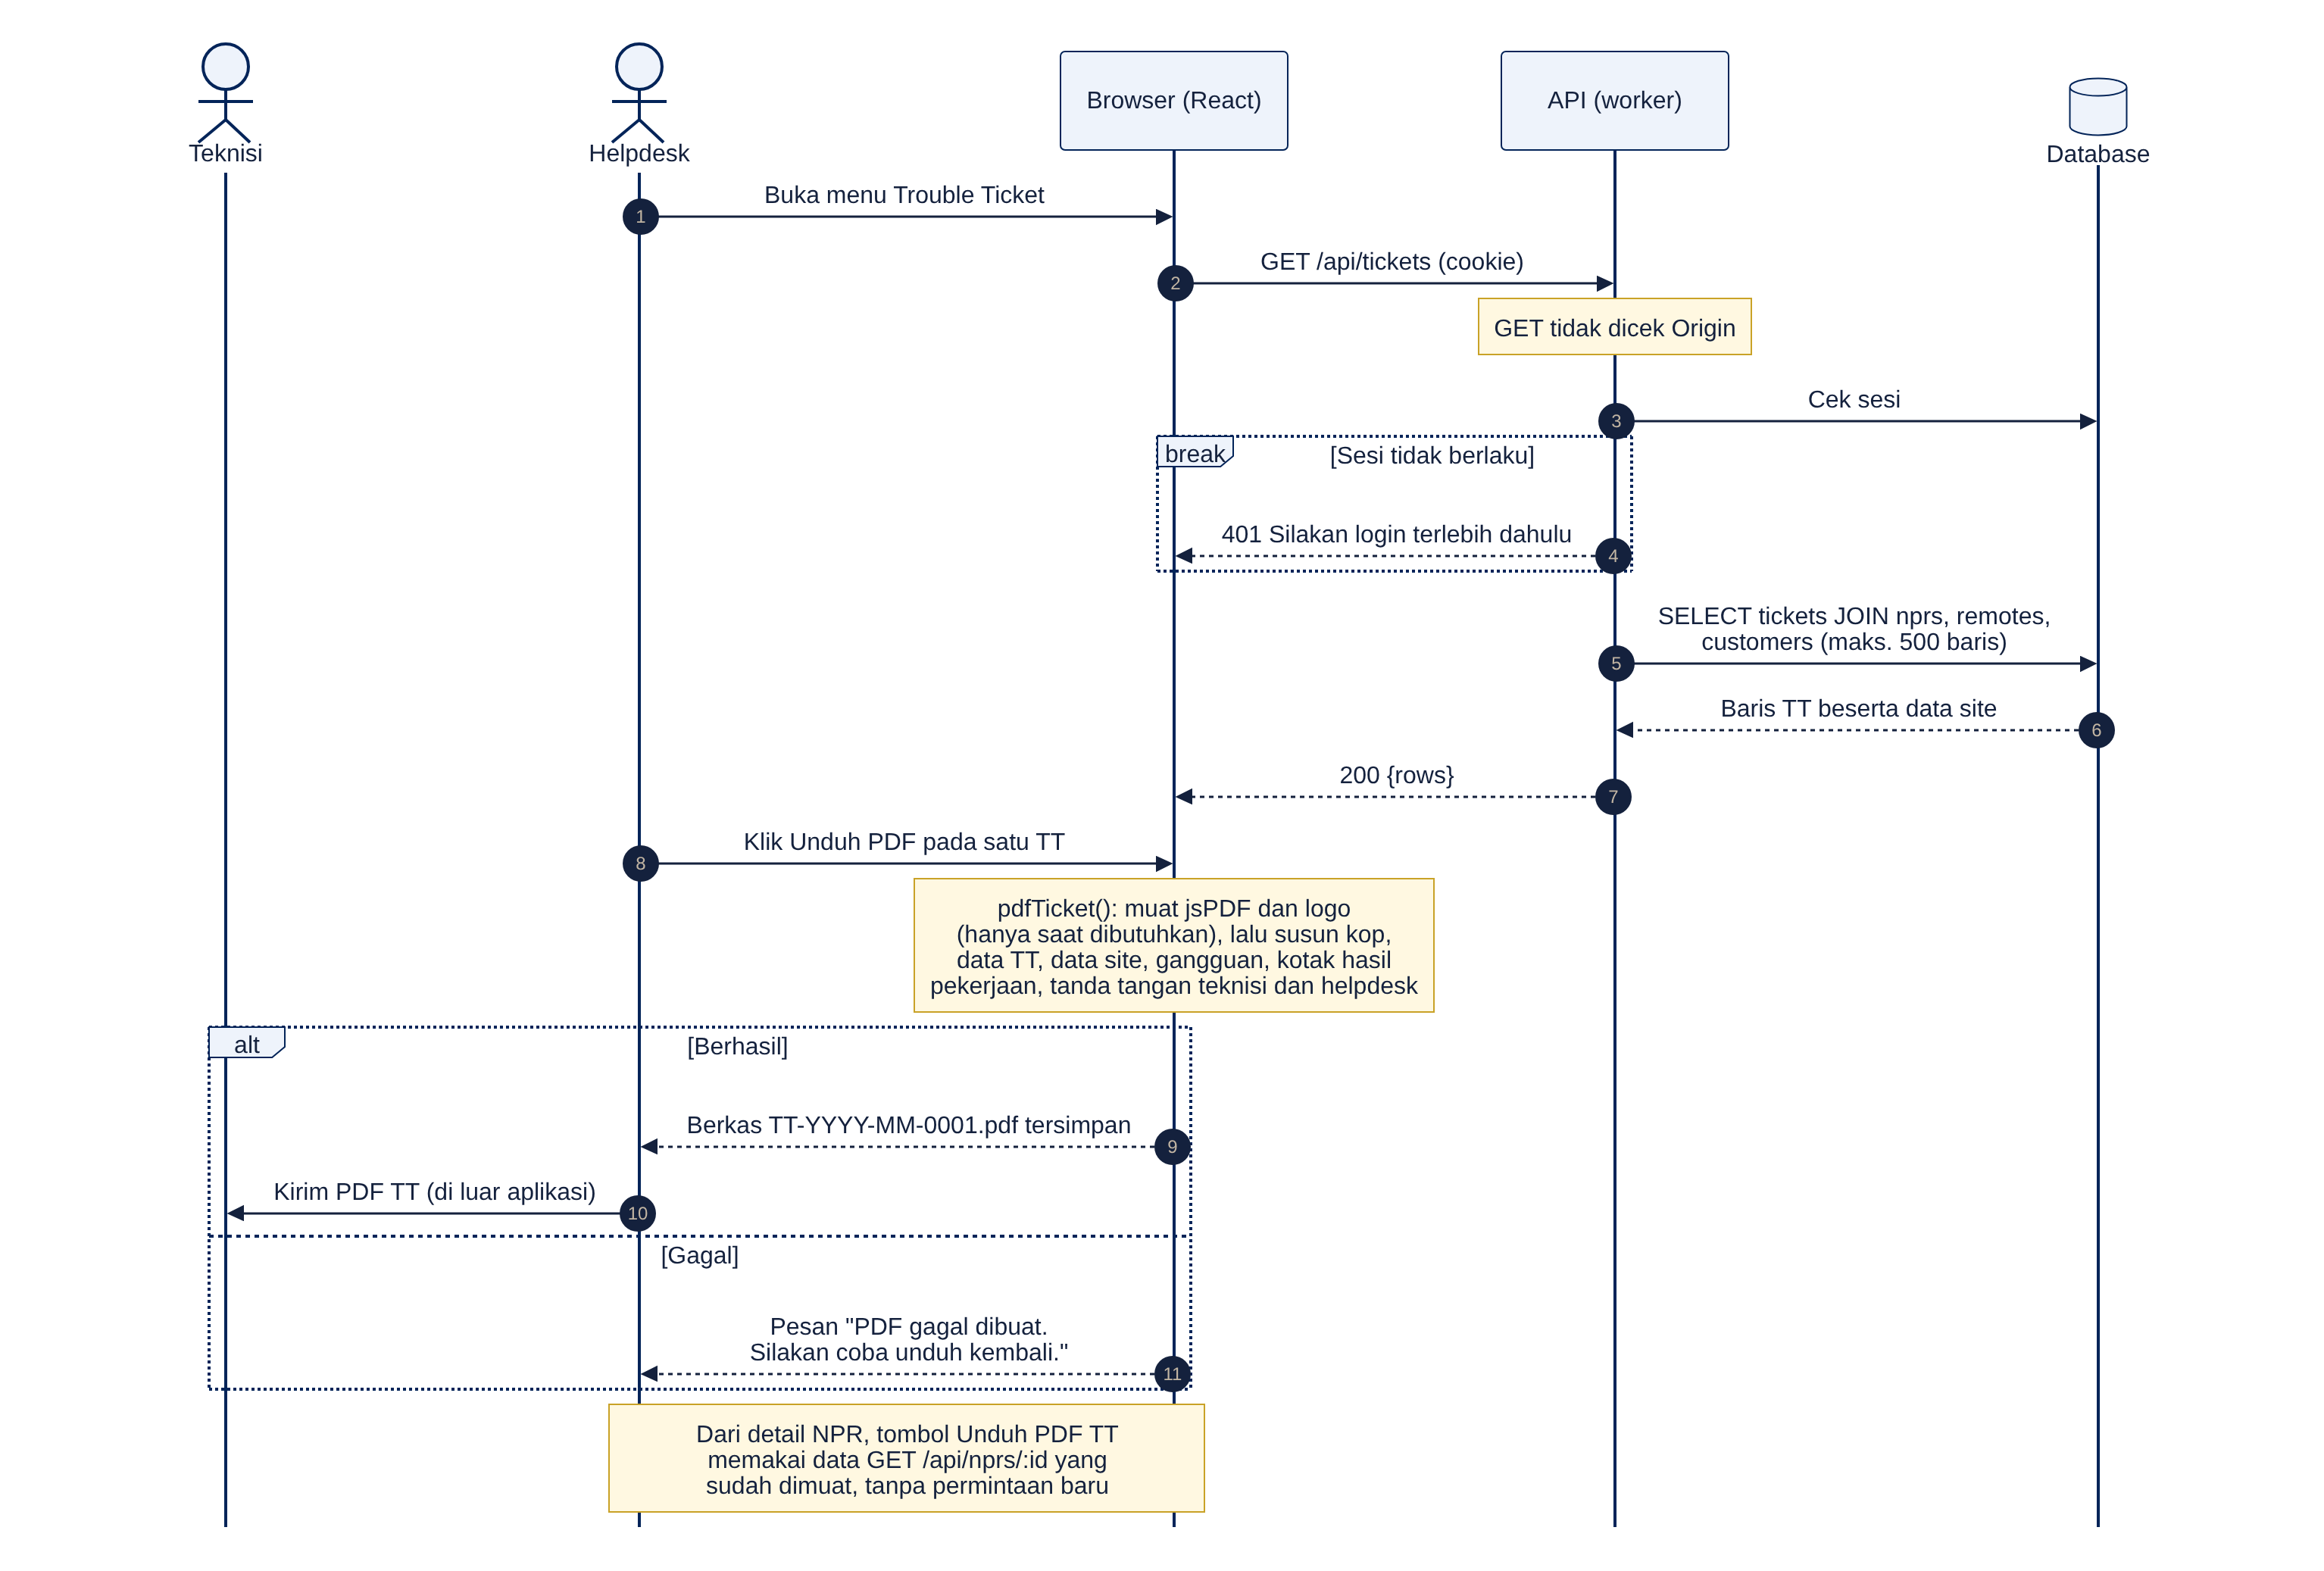 Teknisi
Helpdesk
Browser (React)
API (worker)
Database
Buka menu Trouble Ticket
1
GET /api/tickets (cookie)
2
GET tidak dicek Origin
Cek sesi
3
break
[Sesi tidak berlaku]
401 Silakan login terlebih dahulu
4
SELECT tickets JOIN nprs, remotes,
customers (maks. 500 baris)
5
Baris TT beserta data site
6
200 {rows}
7
Klik Unduh PDF pada satu TT
8
pdfTicket(): muat jsPDF dan logo
(hanya saat dibutuhkan), lalu susun kop,
data TT, data site, gangguan, kotak hasil
pekerjaan, tanda tangan teknisi dan helpdesk
alt
[Berhasil]
Berkas TT-YYYY-MM-0001.pdf tersimpan
9
Kirim PDF TT (di luar aplikasi)
10
[Gagal]
Pesan "PDF gagal dibuat.
Silakan coba unduh kembali."
11
Dari detail NPR, tombol Unduh PDF TT
memakai data GET /api/nprs/:id yang
sudah dimuat, tanpa permintaan baru